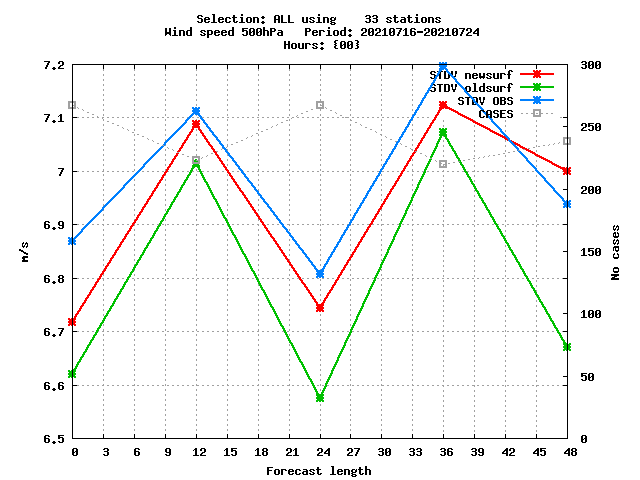 Selection: ALL using    33 stations
Wind speed 500hPa   Period: 20210716-20210724
Hours: {00}
7.2
7.1
7
6.9
6.8
6.7
6.6
6.5
m/s
300
250
200
150
100
50
0
No cases
STDV newsurf
STDV oldsurf
STDV OBS
CASES
0 3 6 9 12 15 18 21 24 27 30 33 36 39 42 45 48
Forecast length